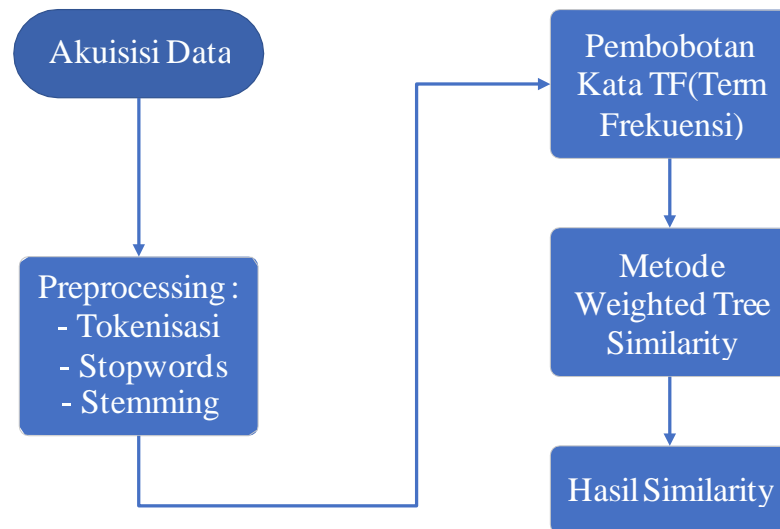 Akuisisi Data
Preprocessing :
- Tokenisasi
- Stopwords
- Stemming
Pembobotan
Kata TF(Term
Frekuensi)
Metode
Weighted Tree
Similarity
Hasil Similarity